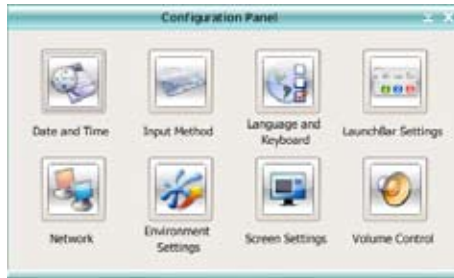 Configuration Panel
Date and Time
Input Method
Language and
Keyboard
LaunchBar Settings
Network
Environment
Settings
Screen Settings
Volume Control